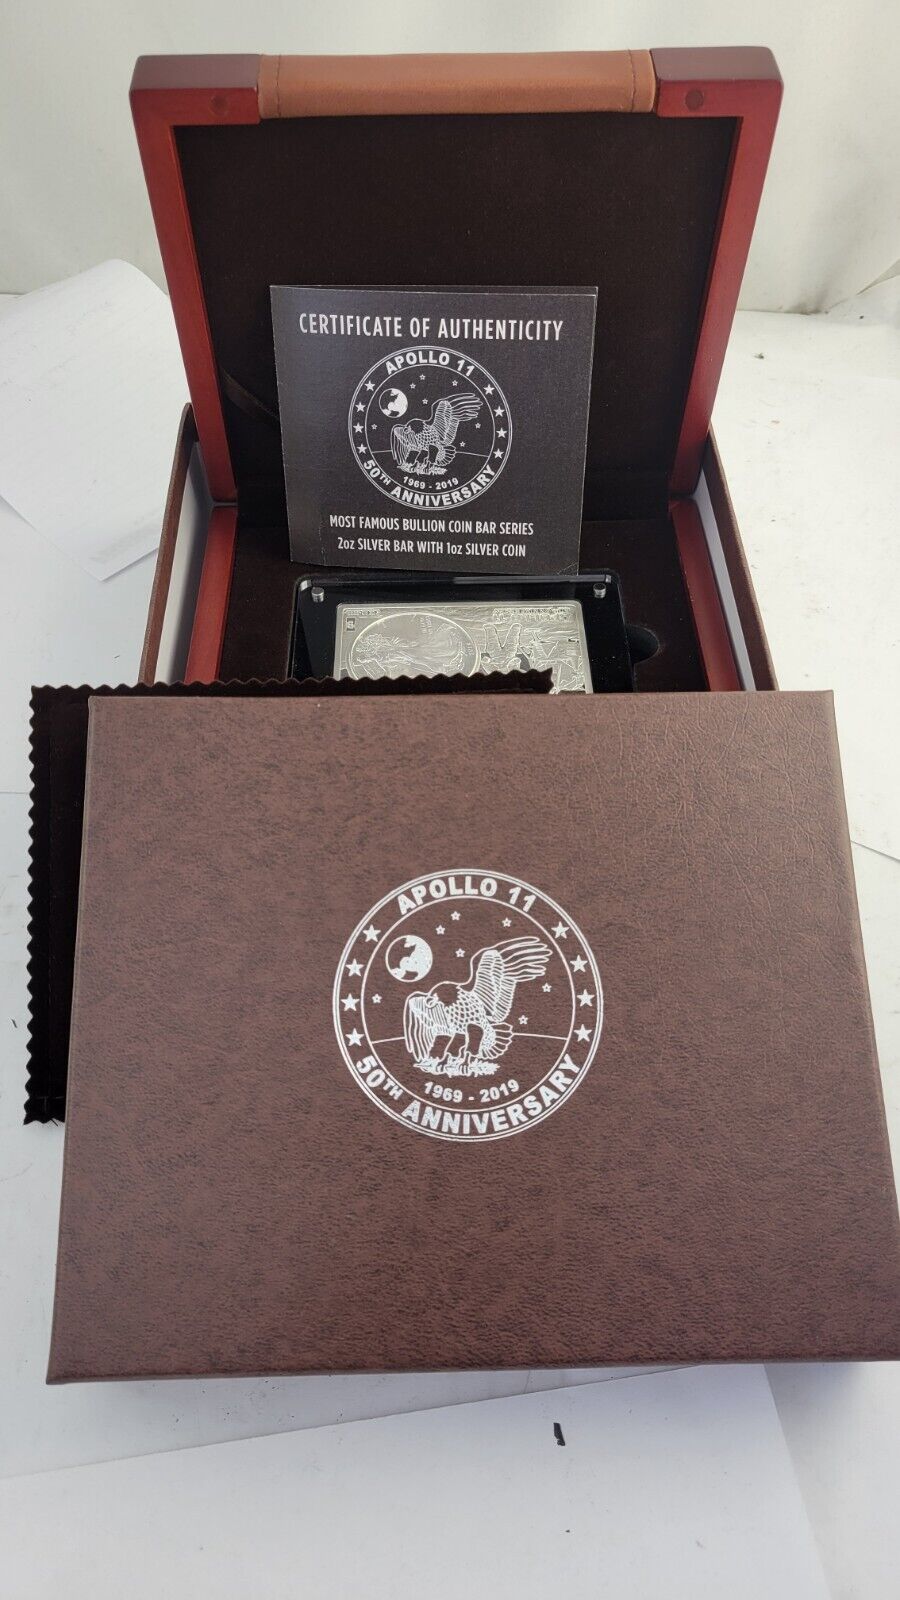 CERTIFICATE OF AUTHENTICITY
APOLLO 11
1969 - 2019
50TH ANNIVERSARY
MOST FAMOUS BULLION COIN BAR SERIES
2oz SILVER BAR WITH 1oz SILVER COIN
APOLLO 11
1969 - 2019
50TH ANNIVERSARY